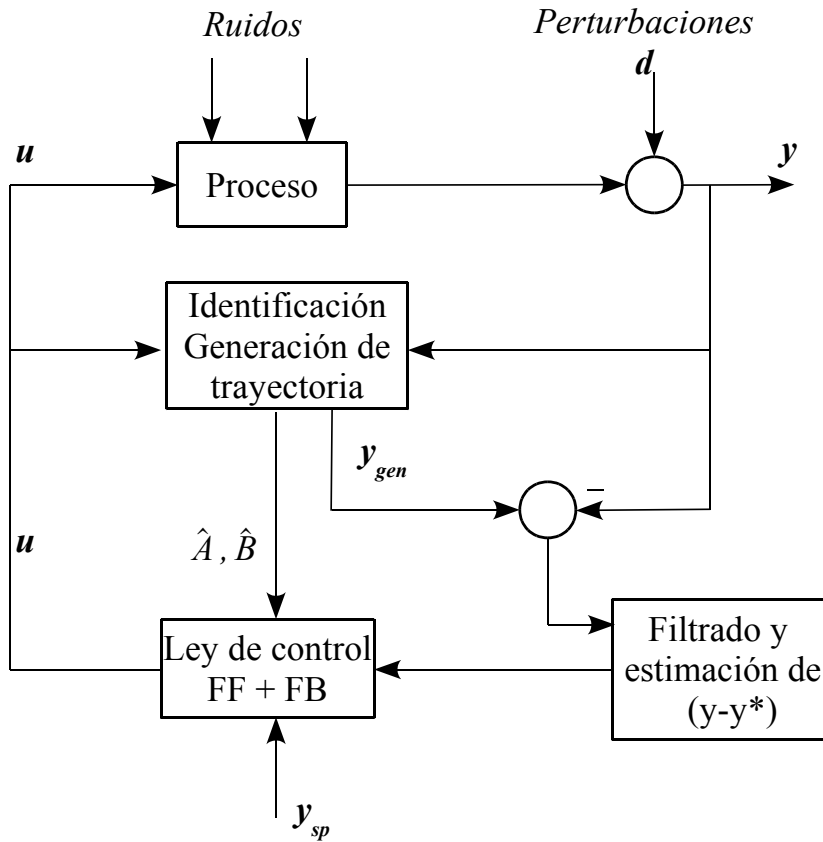 Ruidos
Perturbaciones
d
u
y
Proceso
Identificación
Generación de
trayectoria
y_gen
–
Â , B̂
u
Ley de control
FF + FB
Filtrado y
estimación de
(y-y*)
y_sp